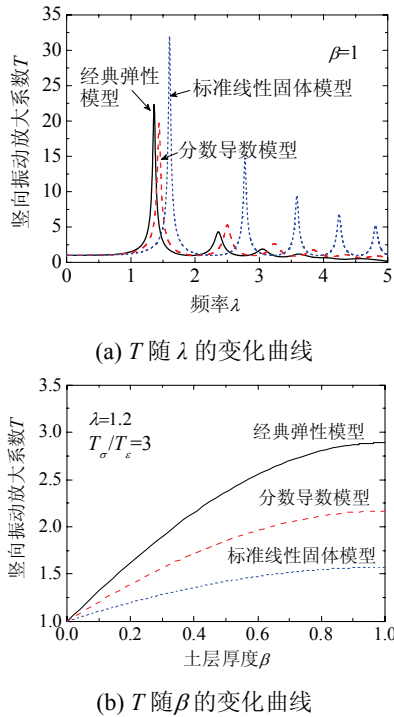 35
30
25
20
15
10
5
0
竖向振动放大系数T
β=1
经典弹性
模型
标准线性固体模型
分数导数模型
0 1 2 3 4 5
频率λ
(a) T 随 λ 的变化曲线
3.5
3.0
2.5
2.0
1.5
1.0
竖向振动放大系数T
λ=1.2
Tσ/Tε=3
经典弹性模型
分数导数模型
标准线性固体模型
0.0 0.2 0.4 0.6 0.8 1.0
土层厚度β
(b) T 随β 的变化曲线